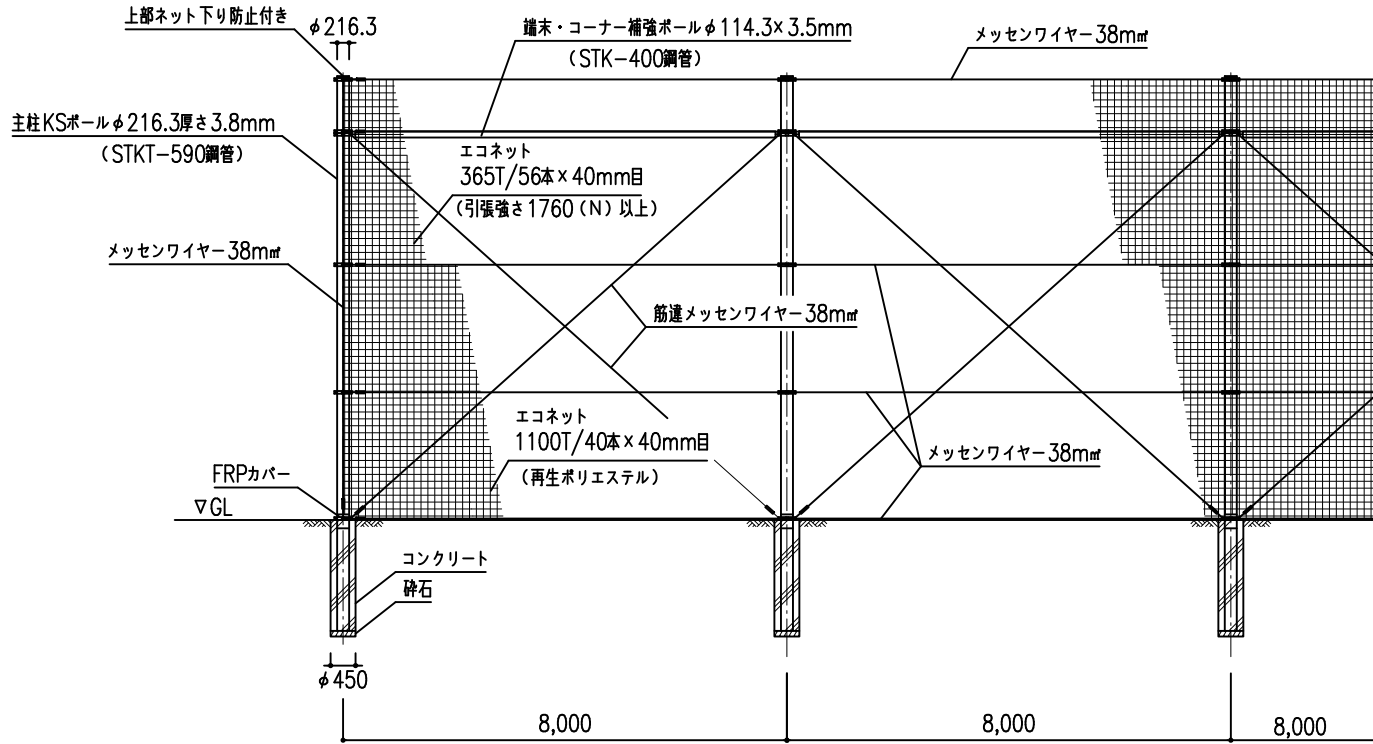 上部ネット下り防止付き
φ216.3
端末・コーナー補強ポールφ114.3×3.5mm
（STK-400鋼管）
メッセンワイヤー38m㎡
主柱KSポールφ216.3厚さ3.8mm
（STKT-590鋼管）
エコネット
365T/56本×40mm目
（引張強さ1760（N）以上）
メッセンワイヤー38m㎡
筋違メッセンワイヤー38m㎡
エコネット
1100T/40本×40mm目
（再生ポリエステル）
メッセンワイヤー38m㎡
FRPカバー
▽GL
コンクリート
砕石
φ450
8,000
8,000
8,000